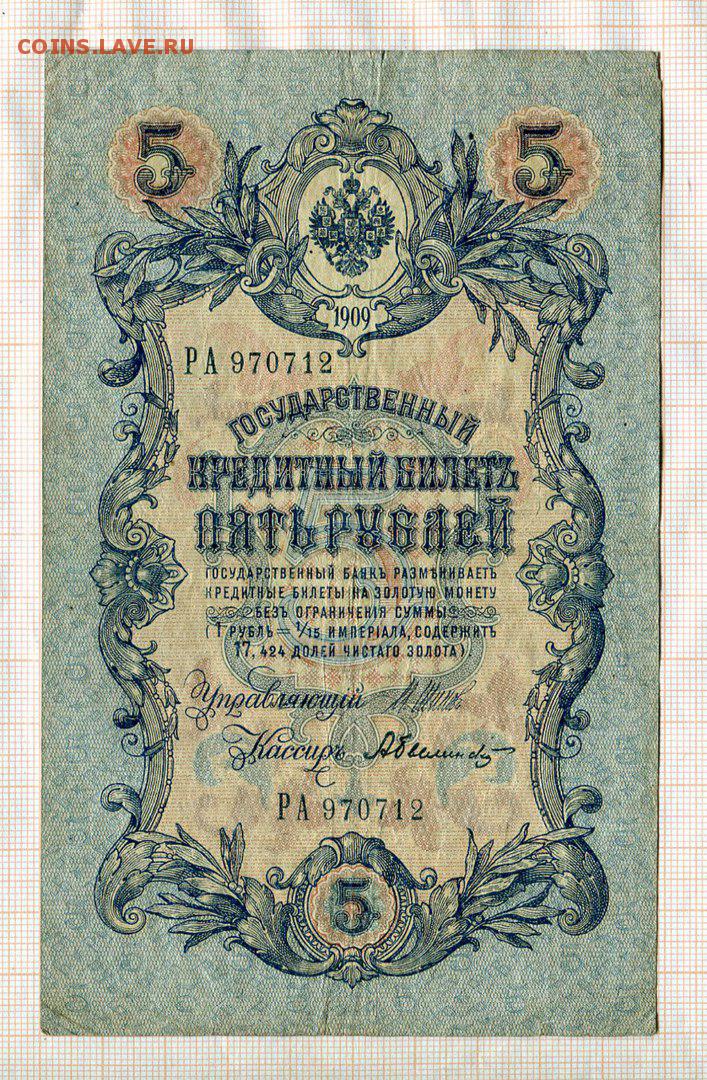 COINS.LAVE.RU
5 5
1909
РА 970712
ГОСУДАРСТВЕННЫЙ
КРЕДИТНЫЙ БИЛЕТЪ
ПЯТЬ РУБЛЕЙ
5
ГОСУДАРСТВЕННЫЙ БАНКЪ РАЗМѢНИВАЕТЪ
КРЕДИТНЫЕ БИЛЕТЫ НА ЗОЛОТУЮ МОНЕТУ
БЕЗЪ ОГРАНИЧЕНІЯ СУММЫ
(1 РУБЛЬ = 1/15 ИМПЕРІАЛА, СОДЕРЖИТЪ
17,424 ДОЛЕЙ ЧИСТАГО ЗОЛОТА)
Управляющій
Кассиръ
РА 970712
5